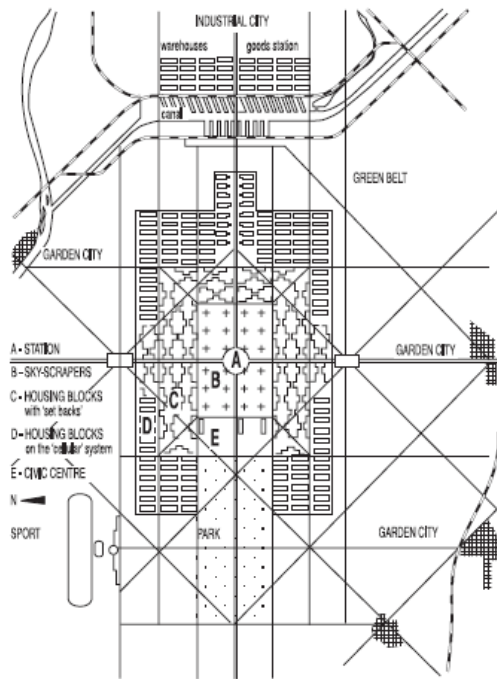 INDUSTRIAL CITY
warehouses goods station
canal
GREEN BELT
GARDEN CITY
A - STATION
B - SKY-SCRAPERS
C - HOUSING BLOCKS
with 'set backs'
D - HOUSING BLOCKS
on the 'cellular' system
E - CIVIC CENTRE
N
SPORT
A
B
C
D
E
GARDEN CITY
PARK
GARDEN CITY